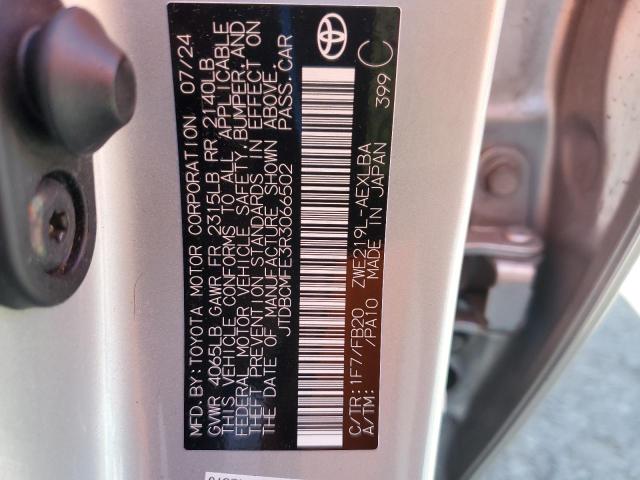 MFD. BY: TOYOTA MOTOR CORPORATION 07/24
GVWR 4065LB GAWR FR 2315LB RR 2140LB
THIS VEHICLE CONFORMS TO ALL APPLICABLE
FEDERAL MOTOR VEHICLE SAFETY, BUMPER, AND
THEFT PREVENTION STANDARDS IN EFFECT ON
THE DATE OF MANUFACTURE SHOWN ABOVE.
JTDBCMFE3R3066502 PASS.CAR
C/TR: 1F7/FB20 ZWE219L-AEXLBA
A/TM: /PA10 MADE IN JAPAN 399 C